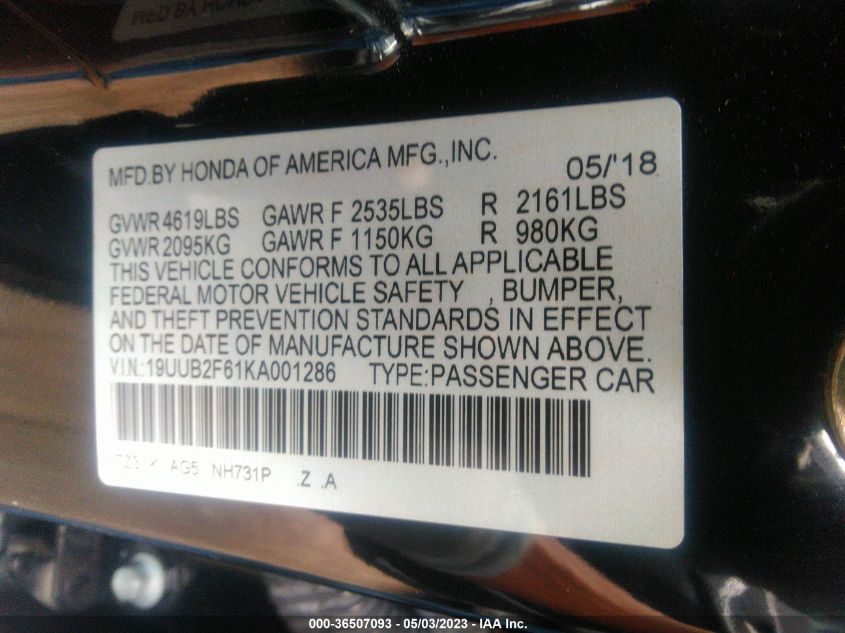 MFD.BY HONDA OF AMERICA MFG.,INC. 05/'18
GVWR 4619LBS GAWR F 2535LBS R 2161LBS
GVWR 2095KG GAWR F 1150KG R 980KG
THIS VEHICLE CONFORMS TO ALL APPLICABLE
FEDERAL MOTOR VEHICLE SAFETY , BUMPER,
AND THEFT PREVENTION STANDARDS IN EFFECT
ON THE DATE OF MANUFACTURE SHOWN ABOVE.
V.I.N.:19UUB2F61KA001286 TYPE:PASSENGER CAR
AG5 NH731P .Z .A
000-36507093 - 05/03/2023 - IAA Inc.